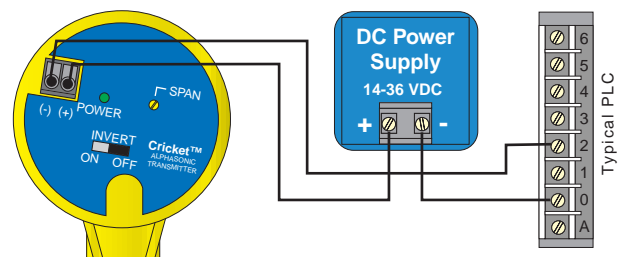 (-) (+) POWER
SPAN
INVERT
ON OFF
Cricket™
ALPHASONIC
TRANSMITTER
DC Power
Supply
14-36 VDC
+ -
6
5
4
3
2
1
0
A
Typical PLC